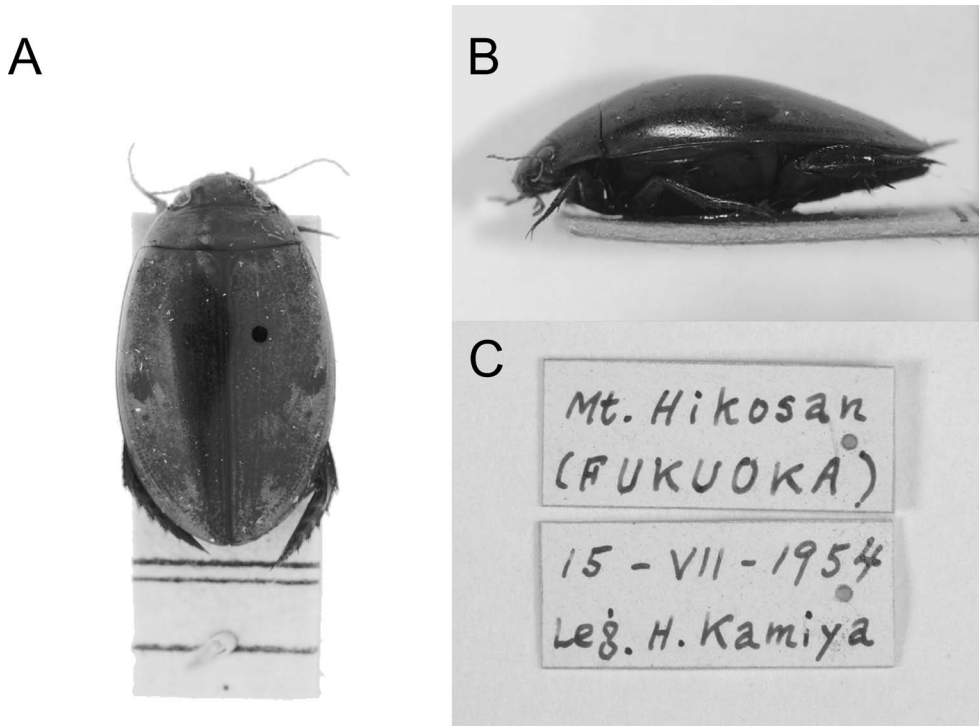 A
B
C
Mt. Hikosan
(FUKUOKA)
15 - VII - 1954
Leg. H. Kamiya